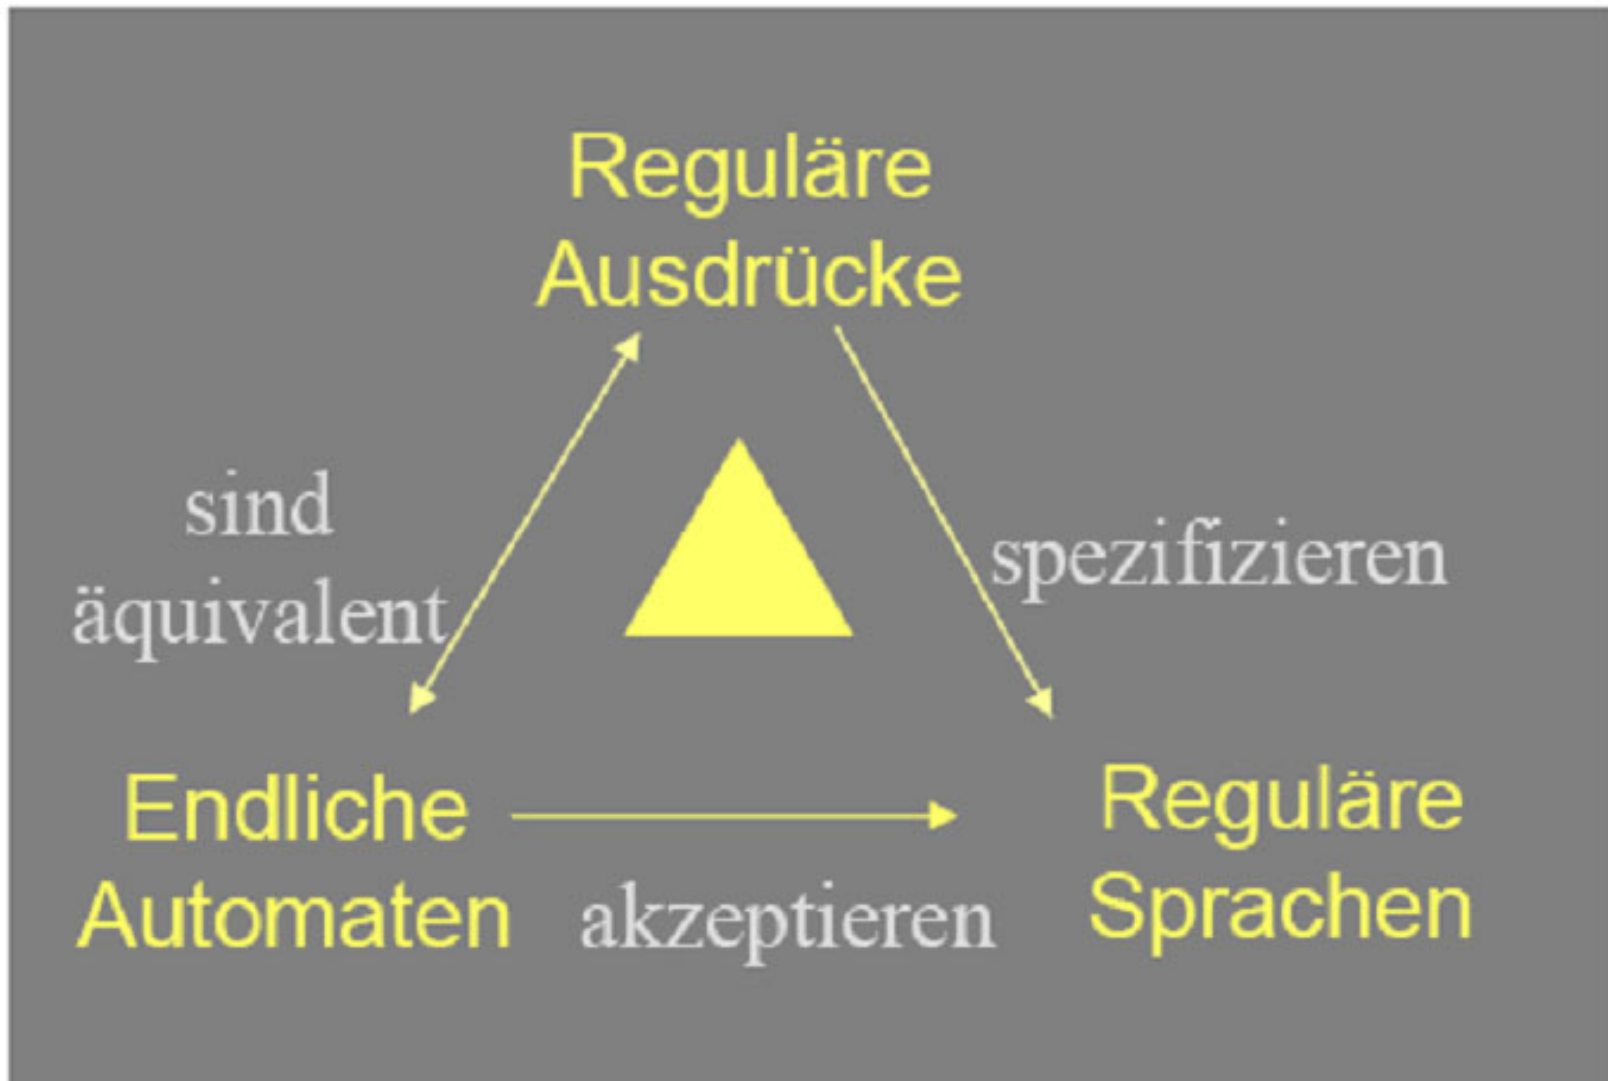 Reguläre
Ausdrücke
sind
äquivalent
spezifizieren
Endliche
Automaten
akzeptieren
Reguläre
Sprachen